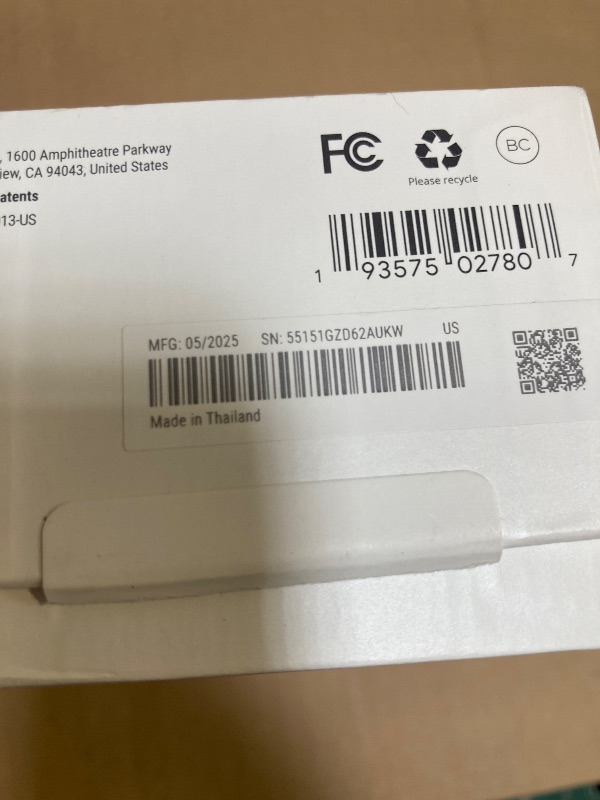 , 1600 Amphitheatre Parkway
iew, CA 94043, United States
atents
13-US
FC
Please recycle
BC
1 93575 02780 7
MFG: 05/2025 SN: 55151GZD62AUKW US
Made in Thailand